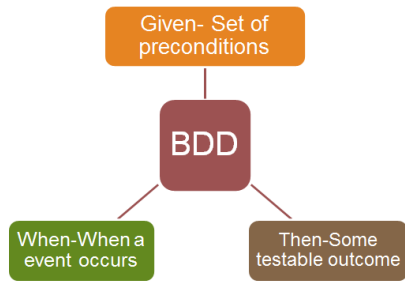 Given- Set of
preconditions
BDD
When-When a
event occurs
Then-Some
testable outcome